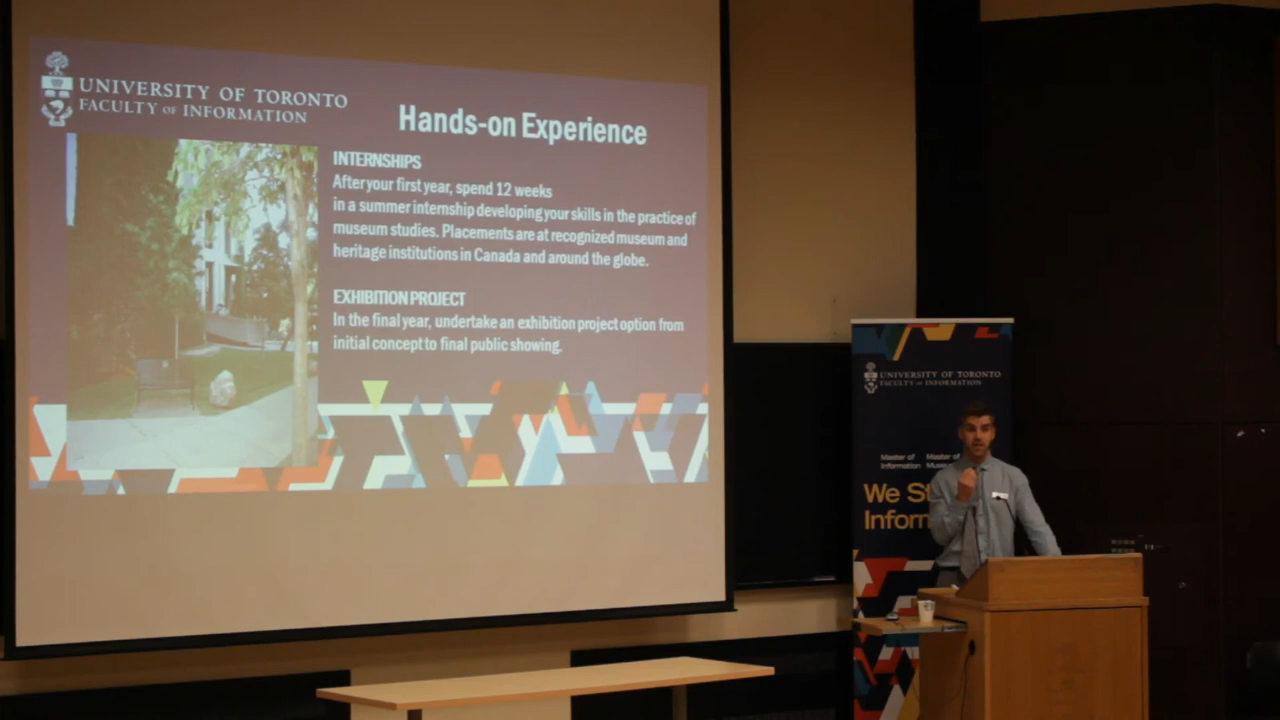 UNIVERSITY OF TORONTO
FACULTY OF INFORMATION
Hands-on Experience
INTERNSHIPS
After your first year, spend 12 weeks
in a summer internship developing your skills in the practice of
museum studies. Placements are at recognized museum and
heritage institutions in Canada and around the globe.
EXHIBITION PROJECT
In the final year, undertake an exhibition project option from
initial concept to final public showing.
UNIVERSITY OF TORONTO
FACULTY OF INFORMATION
Master of Master of
Information Muse
We St
Inform